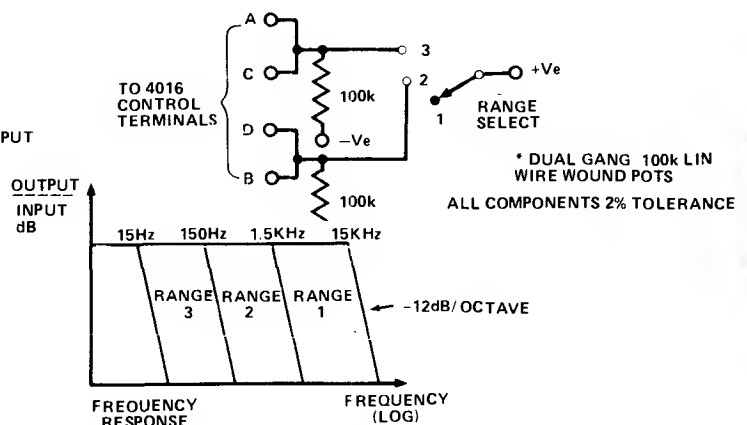 A
C
TO 4016
CONTROL
TERMINALS
D
B
100k
–Ve
100k
3
2
1
+Ve
RANGE
SELECT
PUT
* DUAL GANG 100k LIN
WIRE WOUND POTS
ALL COMPONENTS 2% TOLERANCE
OUTPUT
INPUT
dB
15Hz 150Hz 1.5KHz 15KHz
RANGE
3
RANGE
2
RANGE
1
–12dB/OCTAVE
FREQUENCY
RESPONSE
FREQUENCY
(LOG)